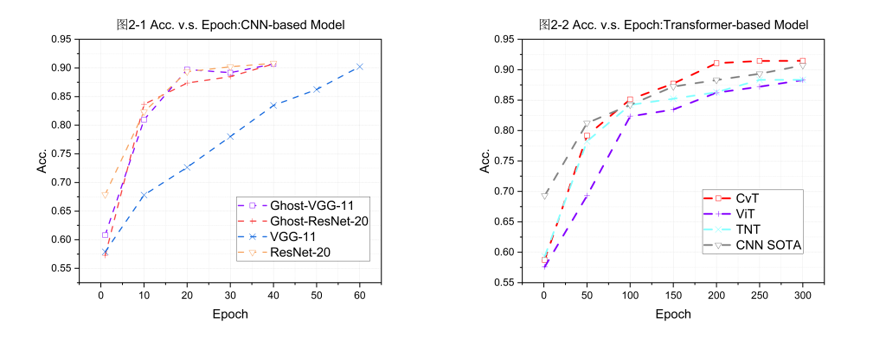 图2-1 Acc. v.s. Epoch:CNN-based Model
0.95
0.90
0.85
0.80
0.75
0.70
0.65
0.60
0.55
Acc.
0 10 20 30 40 50 60
Epoch
Ghost-VGG-11
Ghost-ResNet-20
VGG-11
ResNet-20
图2-2 Acc. v.s. Epoch:Transformer-based Model
0.95
0.90
0.85
0.80
0.75
0.70
0.65
0.60
0.55
Acc.
0 50 100 150 200 250 300
Epoch
CvT
ViT
TNT
CNN SOTA